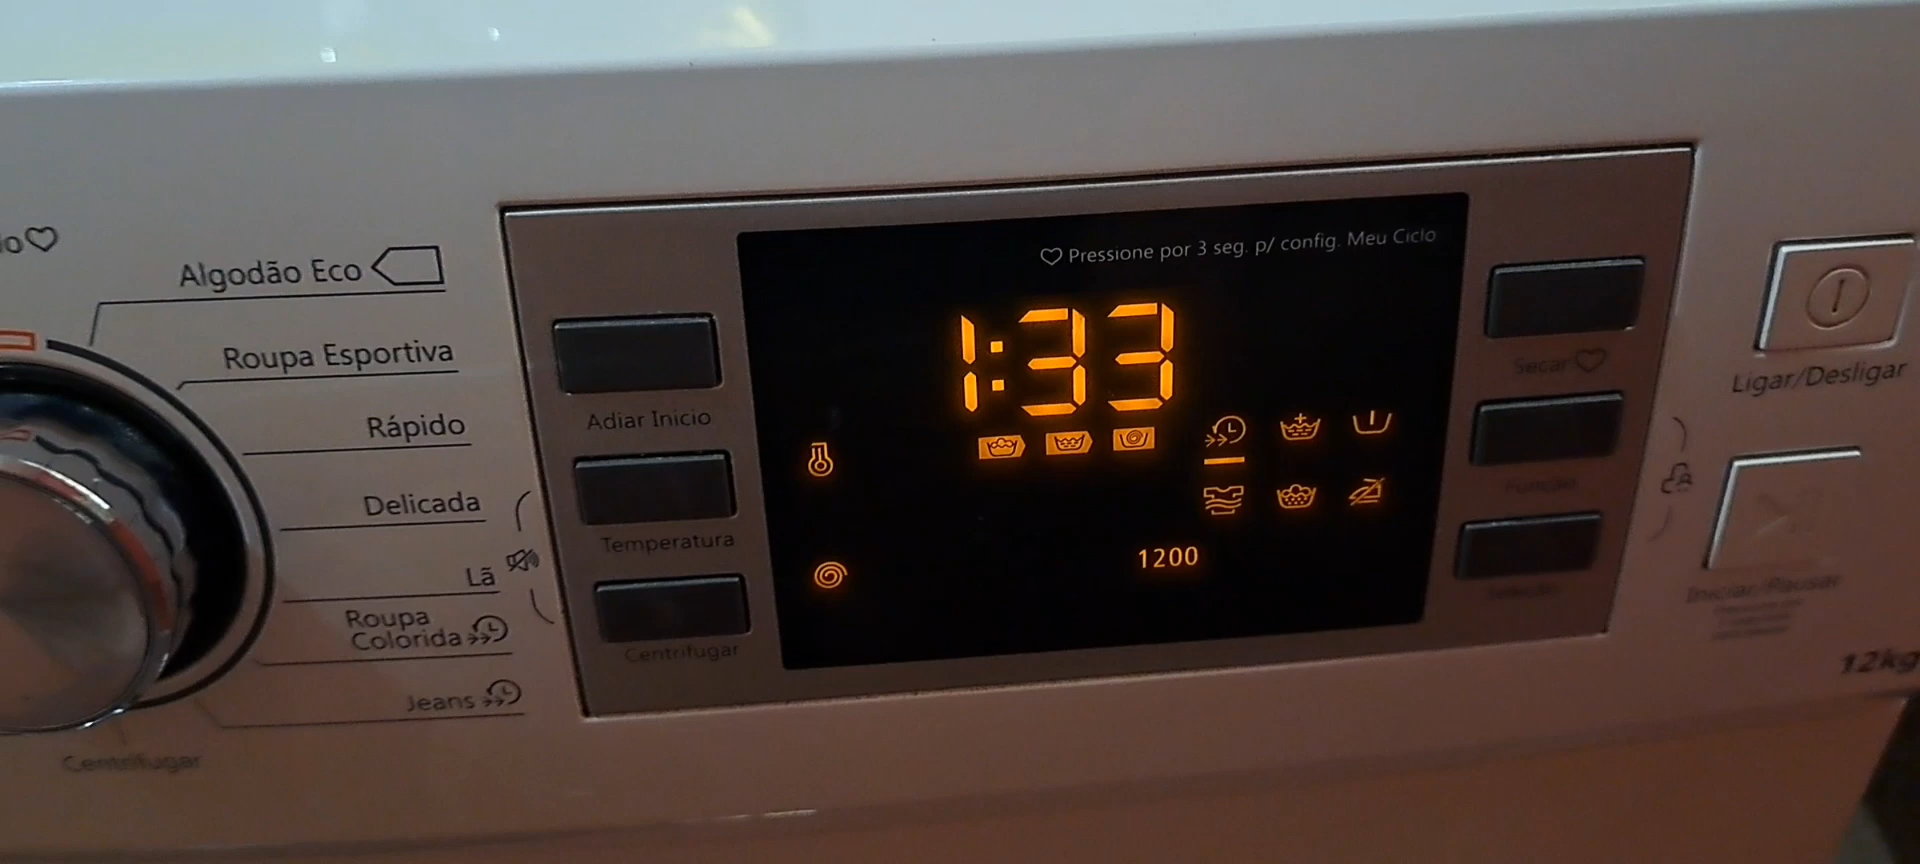 Algodão Eco
Roupa Esportiva
Rápido
Delicada
Lã
Roupa
Colorida
Jeans
Centrifugar
Adiar Inicio
Temperatura
Centrifugar
Pressione por 3 seg. p/ config. Meu Ciclo
1:33
1200
Secar
Função
Ligar/Desligar
Iniciar/Pausar
12kg